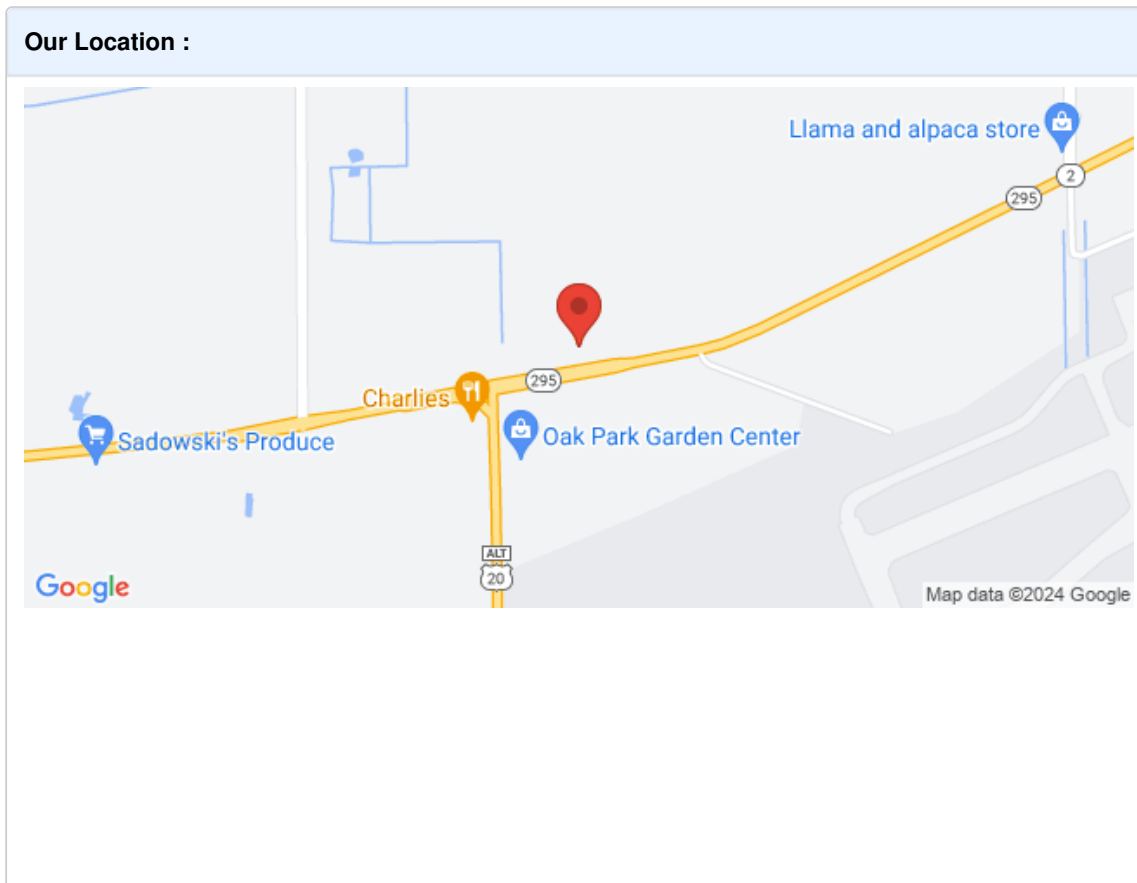 Our Location :
Llama and alpaca store
2
295
295
Charlies
Oak Park Garden Center
Sadowski's Produce
ALT
20
Google
Map data ©2024 Google